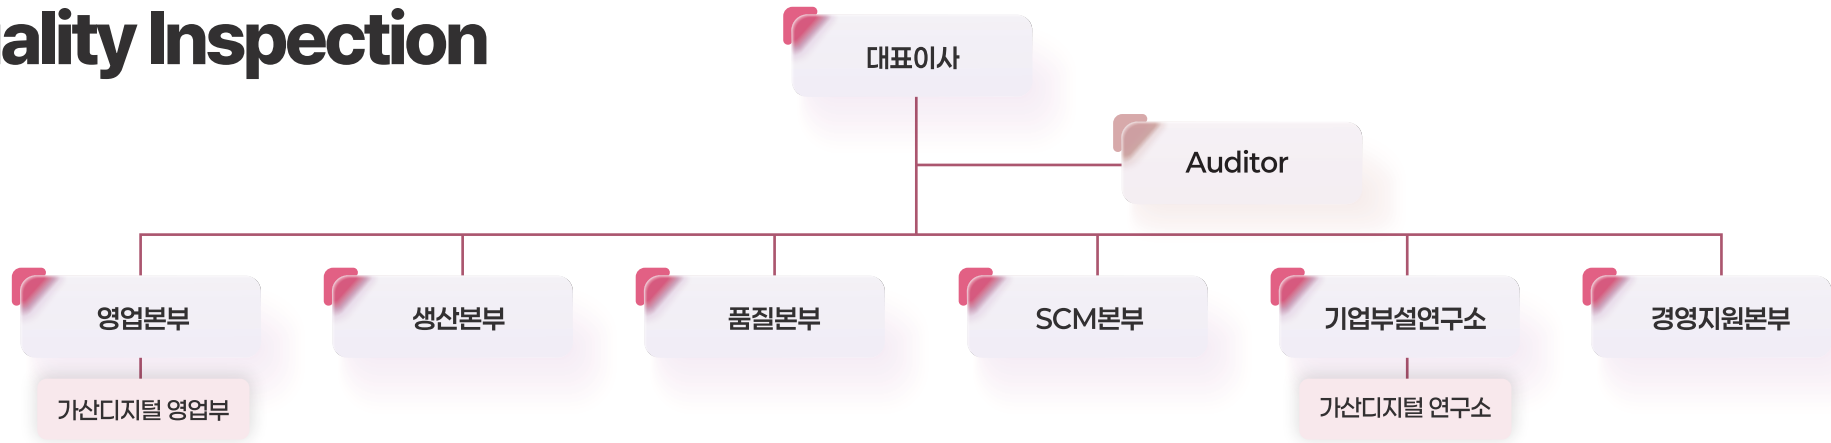 ality Inspection
대표이사
Auditor
영업본부
생산본부
품질본부
SCM본부
기업부설연구소
경영지원본부
가산디지털 영업부
가산디지털 연구소